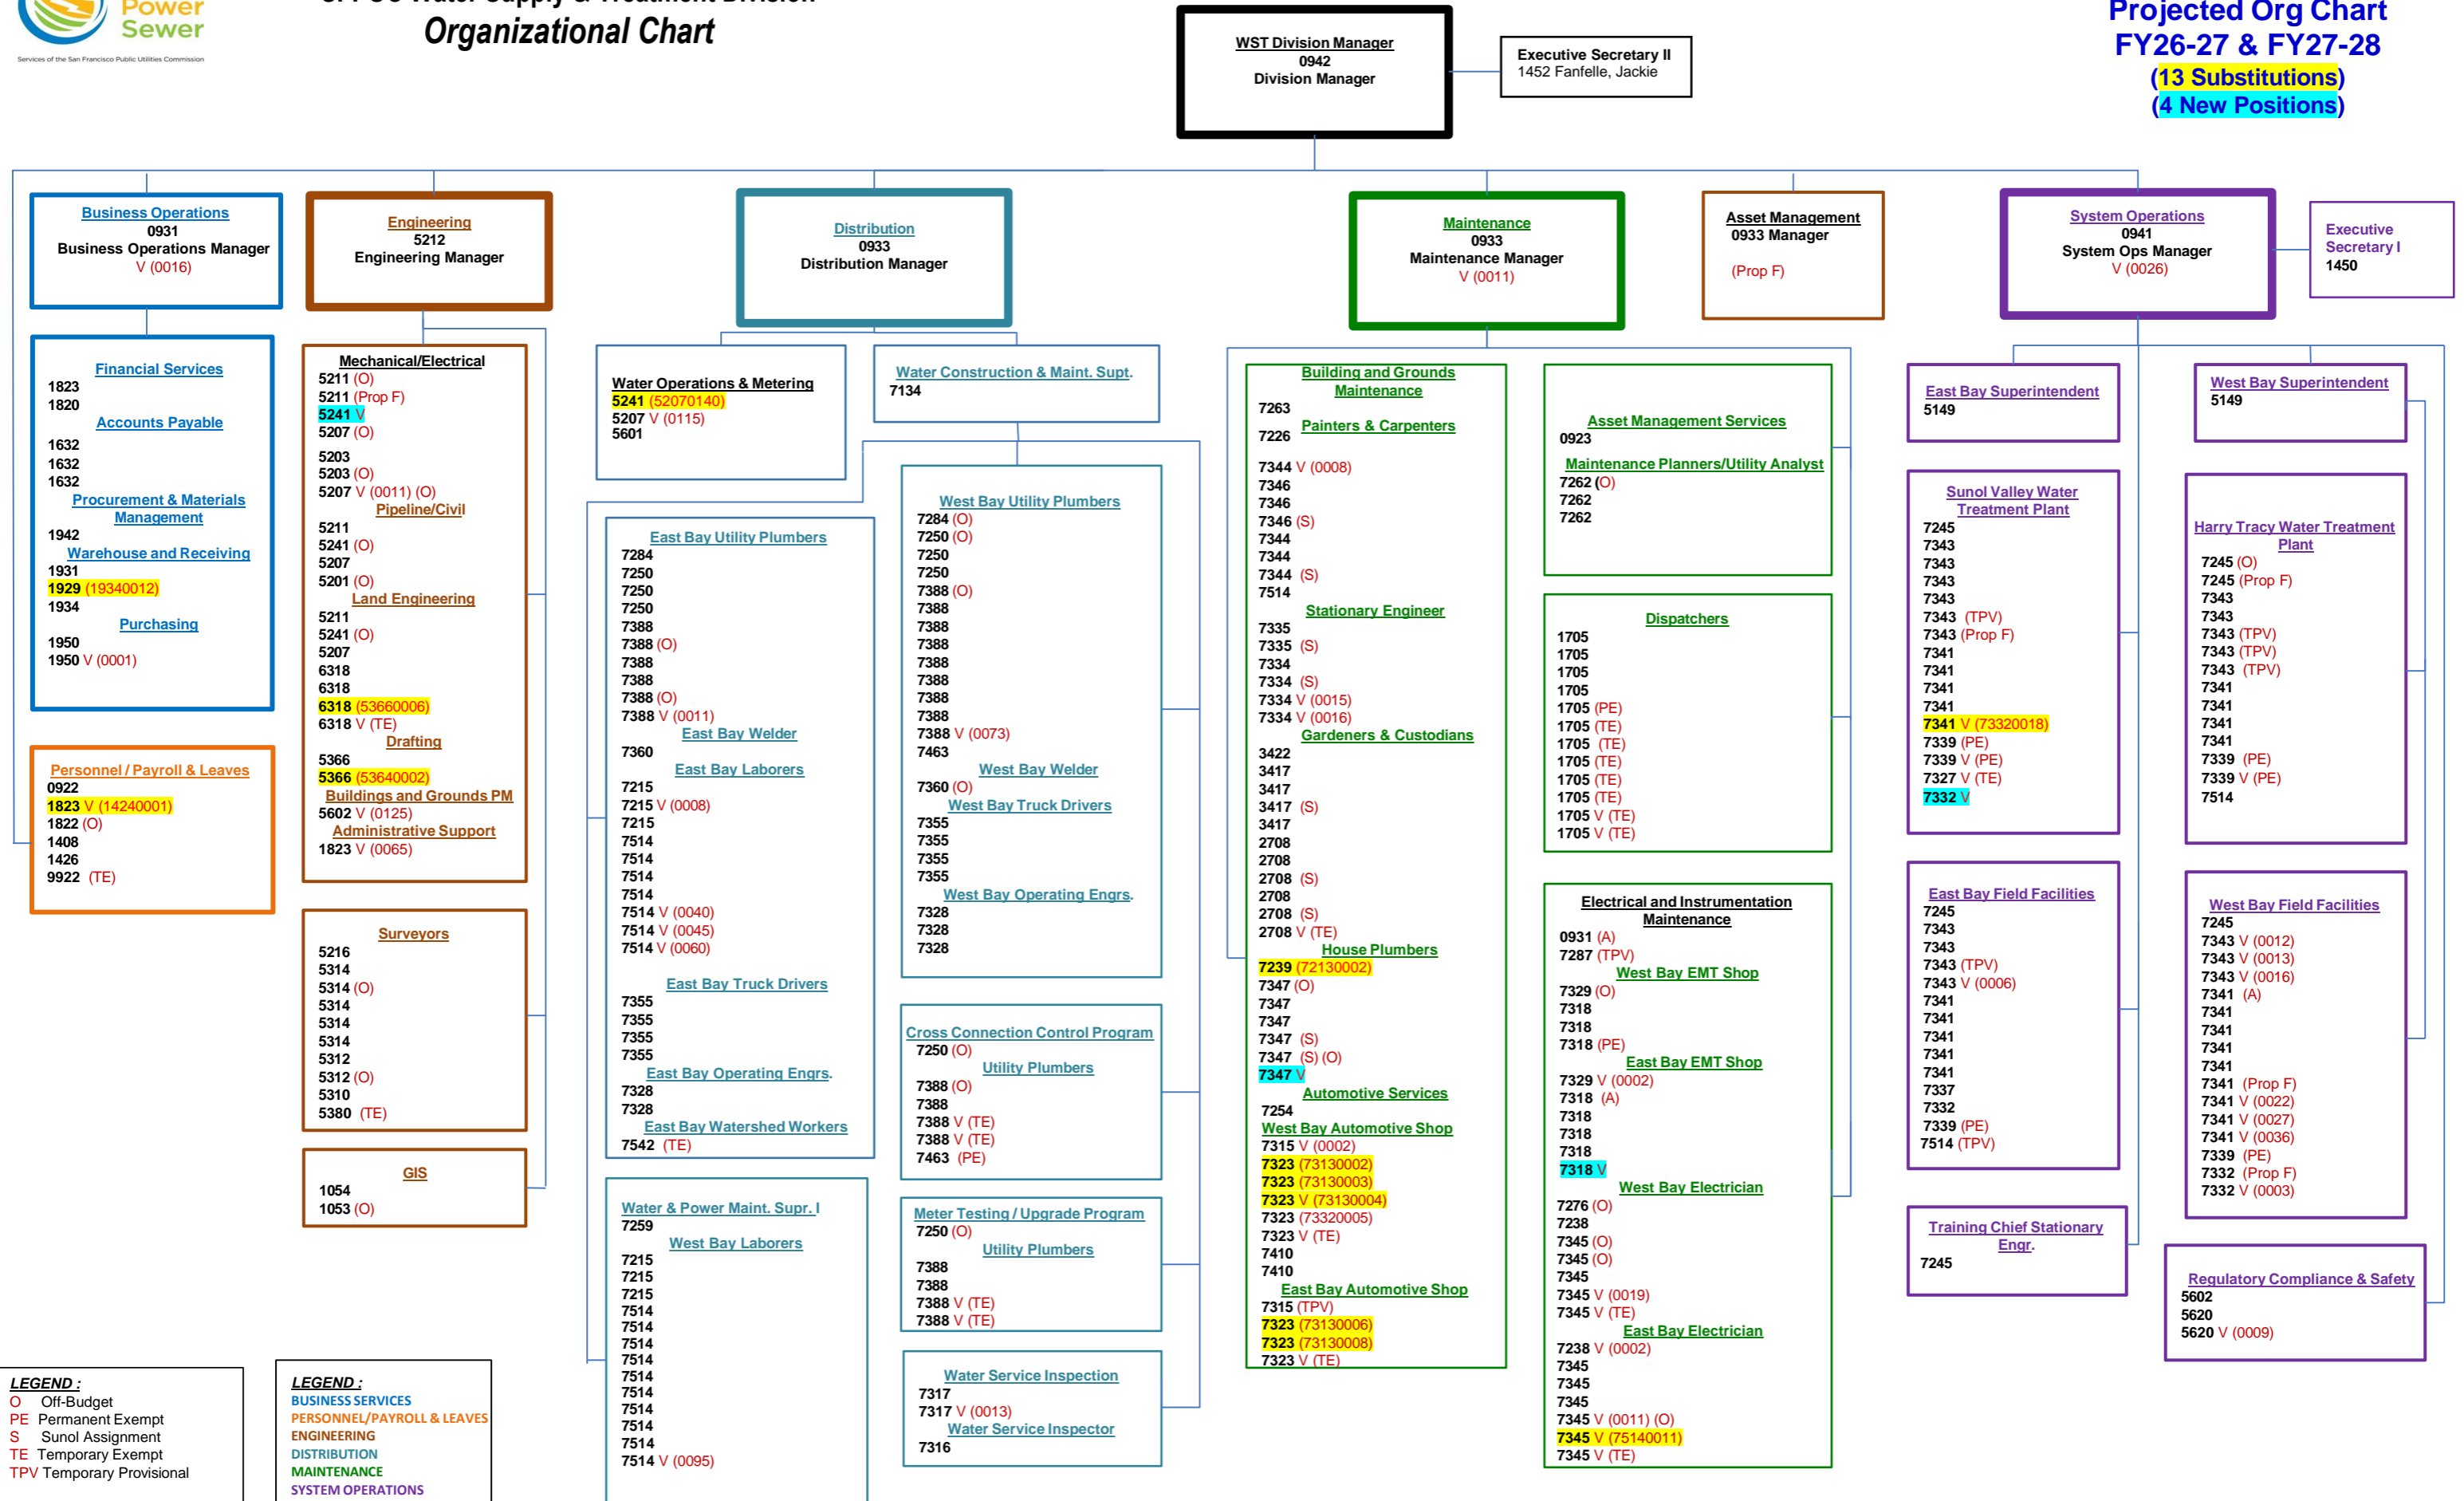 Power
Sewer
Services of the San Francisco Public Utilities Commission
Organizational Chart
Projected Org Chart
FY26-27 & FY27-28
(13 Substitutions)
(4 New Positions)
WST Division Manager
0942
Division Manager
Executive Secretary II
1452 Fanfelle, Jackie
Business Operations
0931
Business Operations Manager
V (0016)
Engineering
5212
Engineering Manager
Distribution
0933
Distribution Manager
Maintenance
0933
Maintenance Manager
V (0011)
Asset Management
0933 Manager
(Prop F)
System Operations
0941
System Ops Manager
V (0026)
Executive
Secretary I
1450
Financial Services
1823
1820
Accounts Payable
1632
1632
1632
Procurement & Materials
Management
1942
Warehouse and Receiving
1931
1929 (19340012)
1934
Purchasing
1950
1950 V (0001)
Personnel / Payroll & Leaves
0922
1823 V (14240001)
1822 (O)
1408
1426
9922 (TE)
Mechanical/Electrical
5211 (O)
5211 (Prop F)
5241 V
5207 (O)
5203
5203 (O)
5207 V (0011) (O)
Pipeline/Civil
5211
5241 (O)
5207
5201 (O)
Land Engineering
5211
5241 (O)
5207
6318
6318
6318 (53660006)
6318 V (TE)
Drafting
5366
5366 (53640002)
Buildings and Grounds PM
5602 V (0125)
Administrative Support
1823 V (0065)
Surveyors
5216
5314
5314 (O)
5314
5314
5314
5312
5312 (O)
5310
5380 (TE)
GIS
1054
1053 (O)
Water Operations & Metering
5241 (52070140)
5207 V (0115)
5601
Water Construction & Maint. Supt.
7134
East Bay Utility Plumbers
7284
7250
7250
7250
7388
7388 (O)
7388
7388
7388 (O)
7388 V (0011)
East Bay Welder
7360
East Bay Laborers
7215
7215 V (0008)
7215
7514
7514
7514
7514
7514 V (0040)
7514 V (0045)
7514 V (0060)
East Bay Truck Drivers
7355
7355
7355
7355
East Bay Operating Engrs.
7328
7328
East Bay Watershed Workers
7542 (TE)
Water & Power Maint. Supr. I
7259
West Bay Laborers
7215
7215
7215
7514
7514
7514
7514
7514
7514
7514
7514
7514
7514 V (0095)
West Bay Utility Plumbers
7284 (O)
7250 (O)
7250
7250
7388 (O)
7388
7388
7388
7388
7388
7388
7388
7388 V (0073)
7463
West Bay Welder
7360 (O)
West Bay Truck Drivers
7355
7355
7355
7355
West Bay Operating Engrs.
7328
7328
7328
Cross Connection Control Program
7250 (O)
Utility Plumbers
7388 (O)
7388
7388 V (TE)
7388 V (TE)
7463 (PE)
Meter Testing / Upgrade Program
7250 (O)
Utility Plumbers
7388
7388
7388 V (TE)
7388 V (TE)
Water Service Inspection
7317
7317 V (0013)
Water Service Inspector
7316
Building and Grounds
Maintenance
7263
Painters & Carpenters
7226
7344 V (0008)
7346
7346
7346 (S)
7344
7344
7344 (S)
7514
Stationary Engineer
7335
7335 (S)
7334
7334 (S)
7334 V (0015)
7334 V (0016)
Gardeners & Custodians
3422
3417
3417
3417 (S)
3417
2708
2708
2708 (S)
2708
2708 (S)
2708 V (TE)
House Plumbers
7239 (72130002)
7347 (O)
7347
7347
7347 (S)
7347 (S) (O)
7347 V
Automotive Services
7254
West Bay Automotive Shop
7315 V (0002)
7323 (73130002)
7323 (73130003)
7323 V (73130004)
7323 (73320005)
7323 V (TE)
7410
7410
East Bay Automotive Shop
7315 (TPV)
7323 (73130006)
7323 (73130008)
7323 V (TE)
Asset Management Services
0923
Maintenance Planners/Utility Analyst
7262 (O)
7262
7262
Dispatchers
1705
1705
1705
1705
1705 (PE)
1705 (TE)
1705 (TE)
1705 (TE)
1705 (TE)
1705 (TE)
1705 V (TE)
1705 V (TE)
Electrical and Instrumentation
Maintenance
0931 (A)
7287 (TPV)
West Bay EMT Shop
7329 (O)
7318
7318
7318 (PE)
East Bay EMT Shop
7329 V (0002)
7318 (A)
7318
7318
7318
7318 V
West Bay Electrician
7276 (O)
7238
7345 (O)
7345 (O)
7345
7345 V (0019)
7345 V (TE)
East Bay Electrician
7238 V (0002)
7345
7345
7345
7345 V (0011) (O)
7345 V (75140011)
7345 V (TE)
East Bay Superintendent
5149
West Bay Superintendent
5149
Sunol Valley Water
Treatment Plant
7245
7343
7343
7343
7343
7343 (TPV)
7343 (Prop F)
7341
7341
7341
7341
7341 V (73320018)
7339 (PE)
7339 V (PE)
7327 V (TE)
7332 V
Harry Tracy Water Treatment
Plant
7245 (O)
7245 (Prop F)
7343
7343
7343 (TPV)
7343 (TPV)
7343 (TPV)
7341
7341
7341
7341
7339 (PE)
7339 V (PE)
7514
East Bay Field Facilities
7245
7343
7343
7343 (TPV)
7343 V (0006)
7341
7341
7341
7341
7341
7337
7332
7339 (PE)
7514 (TPV)
West Bay Field Facilities
7245
7343 V (0012)
7343 V (0013)
7343 V (0016)
7341 (A)
7341
7341
7341
7341
7341 (Prop F)
7341 V (0022)
7341 V (0027)
7341 V (0036)
7339 (PE)
7332 (Prop F)
7332 V (0003)
Training Chief Stationary
Engr.
7245
Regulatory Compliance & Safety
5602
5620
5620 V (0009)
LEGEND :
O Off-Budget
PE Permanent Exempt
S Sunol Assignment
TE Temporary Exempt
TPV Temporary Provisional
LEGEND :
BUSINESS SERVICES
PERSONNEL/PAYROLL & LEAVES
ENGINEERING
DISTRIBUTION
MAINTENANCE
SYSTEM OPERATIONS